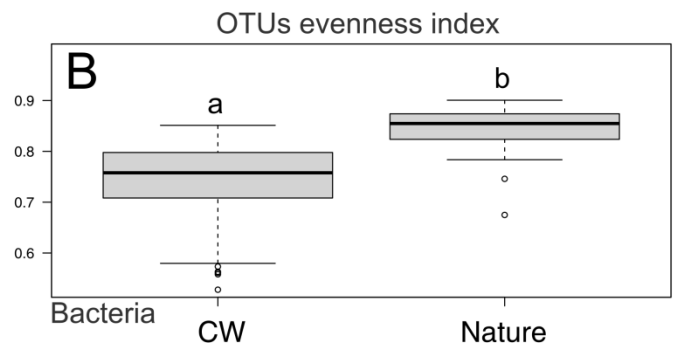 OTUs evenness index
B
a
b
0.9
0.8
0.7
0.6
Bacteria
CW
Nature